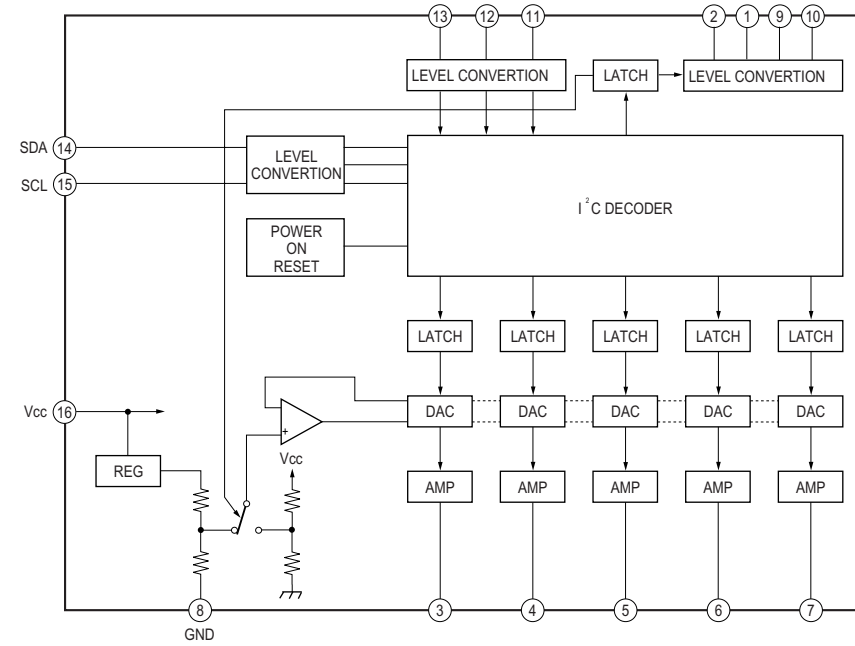 13 12 11 2 1 9 10
LEVEL CONVERTION LATCH LEVEL CONVERTION
SDA 14
LEVEL
CONVERTION
SCL 15
I²C DECODER
POWER
ON
RESET
LATCH LATCH LATCH LATCH LATCH
Vcc 16
DAC DAC DAC DAC DAC
+
Vcc
REG
AMP AMP AMP AMP AMP
8 3 4 5 6 7
GND